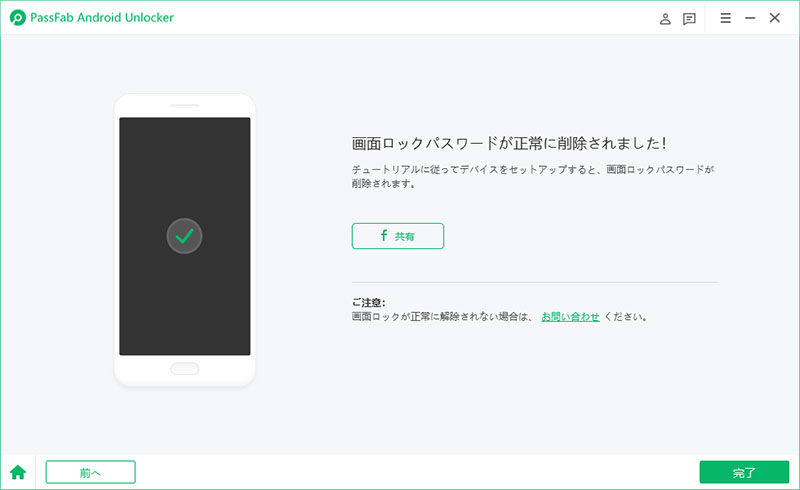 PassFab Android Unlocker
画面ロックパスワードが正常に削除されました!
チュートリアルに従ってデバイスをセットアップすると、画面ロックパスワードが
削除されます。
共有
ご注意:
画面ロックが正常に解除されない場合は、 お問い合わせ ください。
前へ
完了